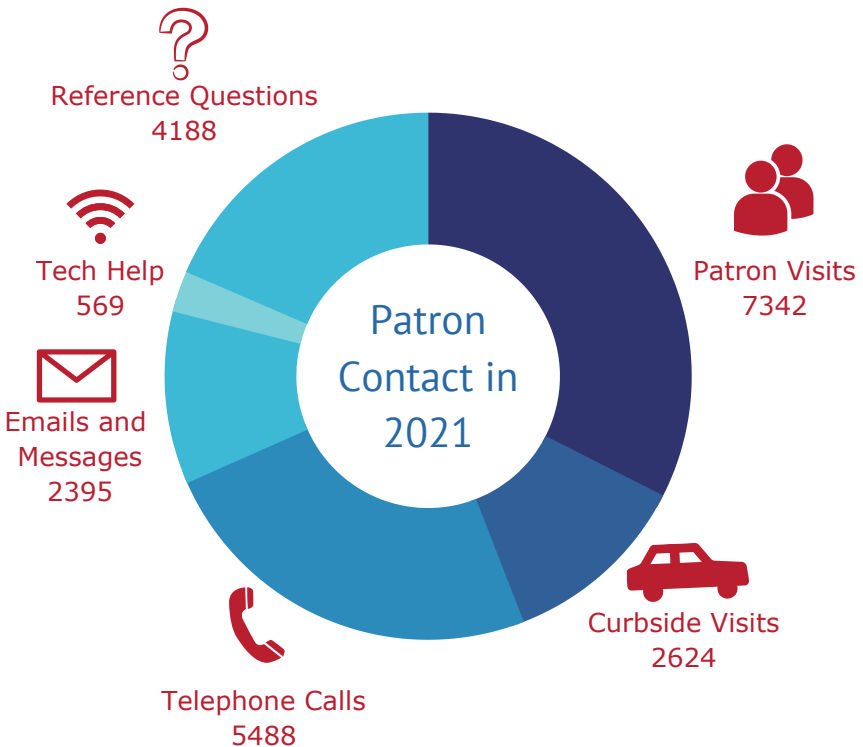 Reference Questions
4188
Tech Help
569
Emails and
Messages
2395
Telephone Calls
5488
Curbside Visits
2624
Patron Visits
7342
Patron
Contact in
2021